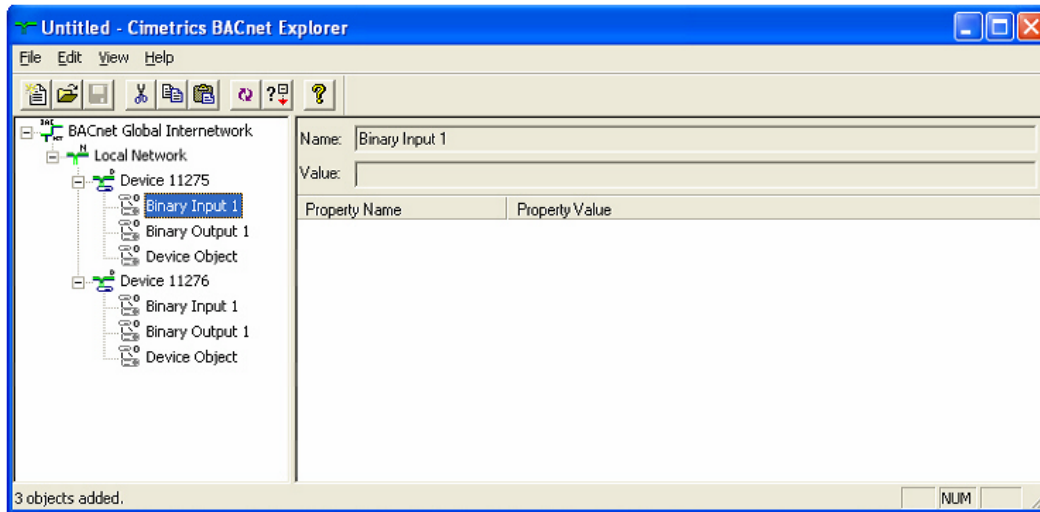 Untitled - Cimetrics BACnet Explorer
File Edit View Help
BACnet Global Internetwork
Local Network
Device 11275
Binary Input 1
Binary Output 1
Device Object
Device 11276
Binary Input 1
Binary Output 1
Device Object
Name: Binary Input 1
Value:
Property Name Property Value
3 objects added.
NUM